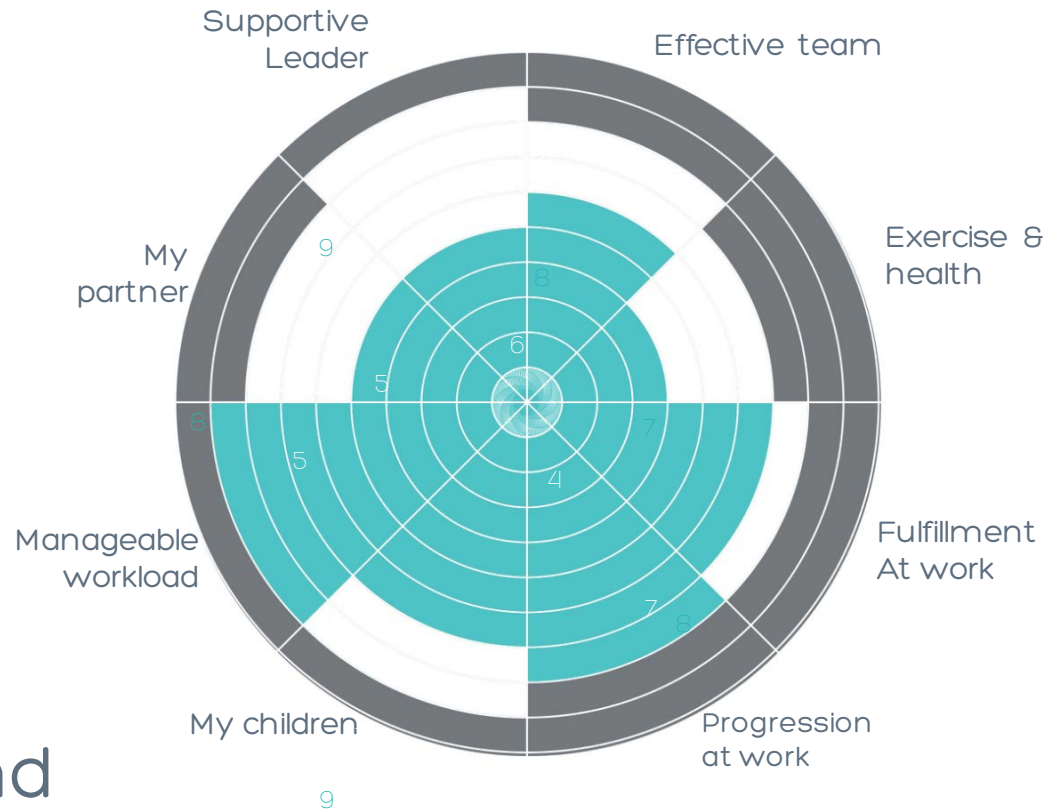 Supportive
Leader
Effective team
9
My
partner
Exercise &
health
8
6
5
8
7
5
4
Manageable
workload
Fulfillment
At work
7
8
My children
Progression
at work
nd
9